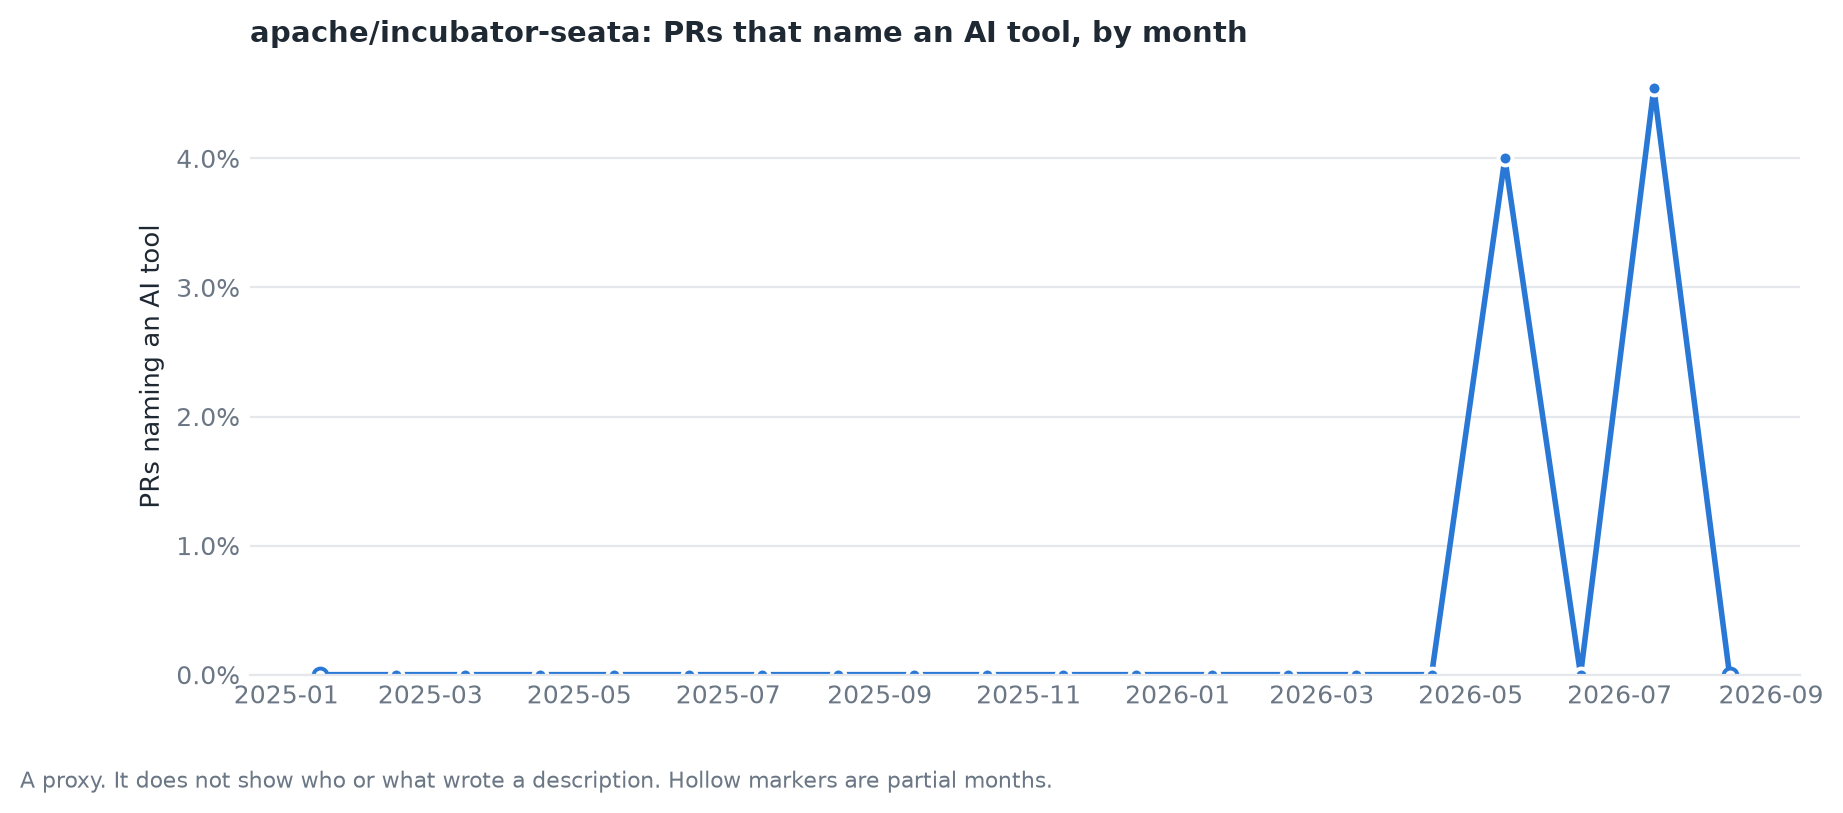 apache/incubator-seata: PRs that name an AI tool, by month
PRs naming an AI tool
4.0%
3.0%
2.0%
1.0%
0.0%
2025-01 2025-03 2025-05 2025-07 2025-09 2025-11 2026-01 2026-03 2026-05 2026-07 2026-09
A proxy. It does not show who or what wrote a description. Hollow markers are partial months.